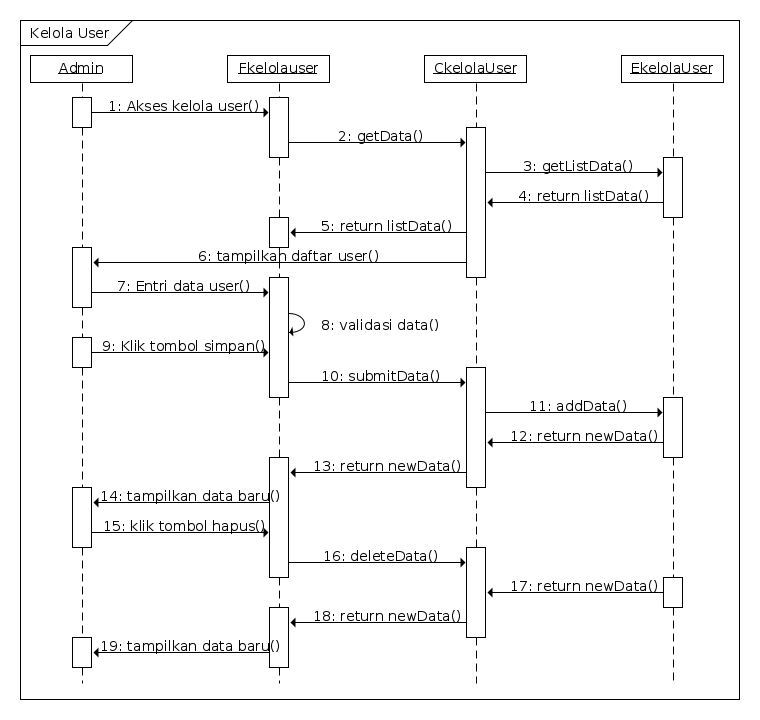 Kelola User
Admin
Fkelolauser
CkelolaUser
EkelolaUser
1: Akses kelola user()
2: getData()
3: getListData()
4: return listData()
5: return listData()
6: tampilkan daftar user()
7: Entri data user()
8: validasi data()
9: Klik tombol simpan()
10: submitData()
11: addData()
12: return newData()
13: return newData()
14: tampilkan data baru()
15: klik tombol hapus()
16: deleteData()
17: return newData()
18: return newData()
19: tampilkan data baru()